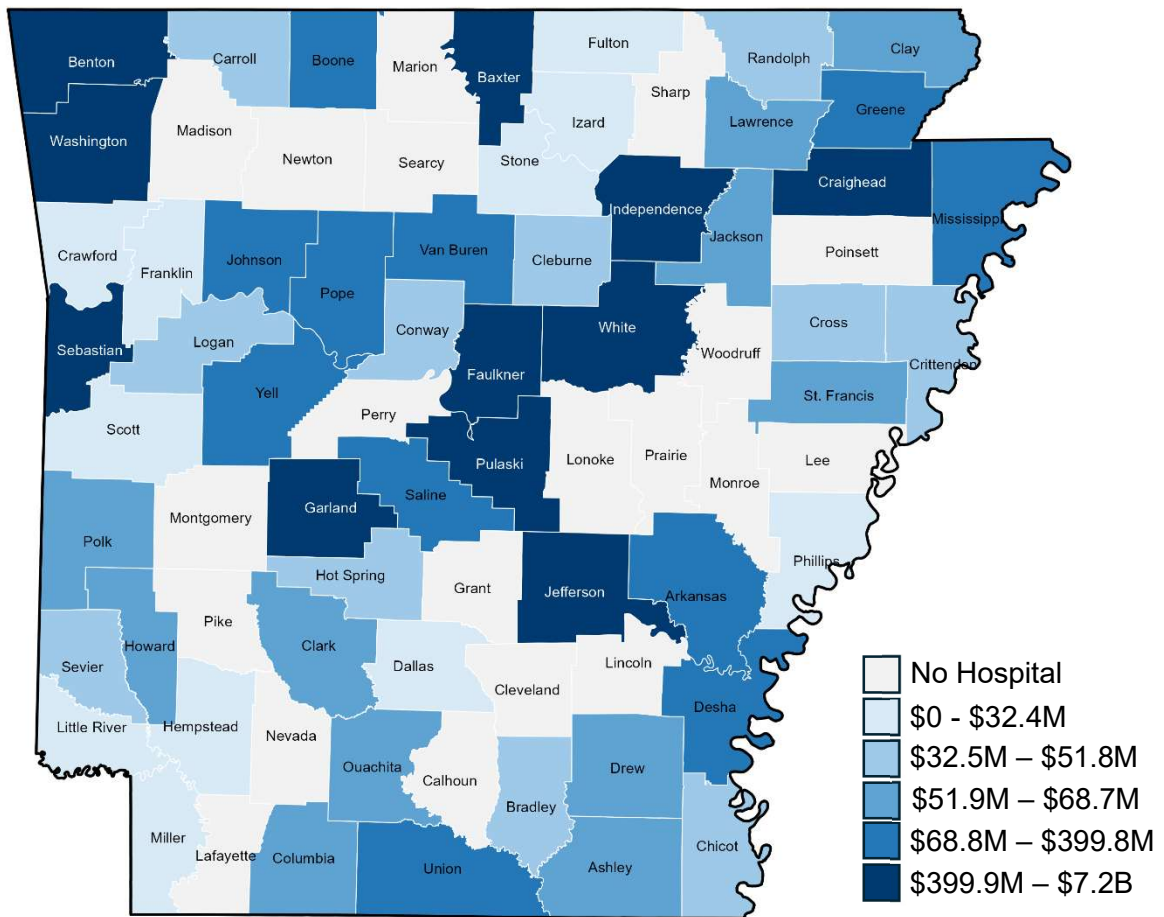 Benton
Carroll
Boone
Marion
Baxter
Fulton
Randolph
Clay
Sharp
Greene
Washington
Madison
Izard
Lawrence
Newton
Searcy
Stone
Craighead
Independence
Mississippi
Crawford
Franklin
Johnson
Van Buren
Cleburne
Jackson
Poinsett
Pope
Logan
Conway
White
Cross
Sebastian
Woodruff
Crittenden
Faulkner
Yell
St. Francis
Perry
Scott
Pulaski
Lonoke
Prairie
Lee
Monroe
Saline
Garland
Montgomery
Polk
Phillips
Hot Spring
Grant
Jefferson
Arkansas
Pike
Howard
Clark
Sevier
Dallas
Lincoln
Cleveland
Little River
Hempstead
Nevada
Desha
Ouachita
Calhoun
Drew
Bradley
Miller
Lafayette
Columbia
Union
Ashley
Chicot
No Hospital
$0 - $32.4M
$32.5M – $51.8M
$51.9M – $68.7M
$68.8M – $399.8M
$399.9M – $7.2B